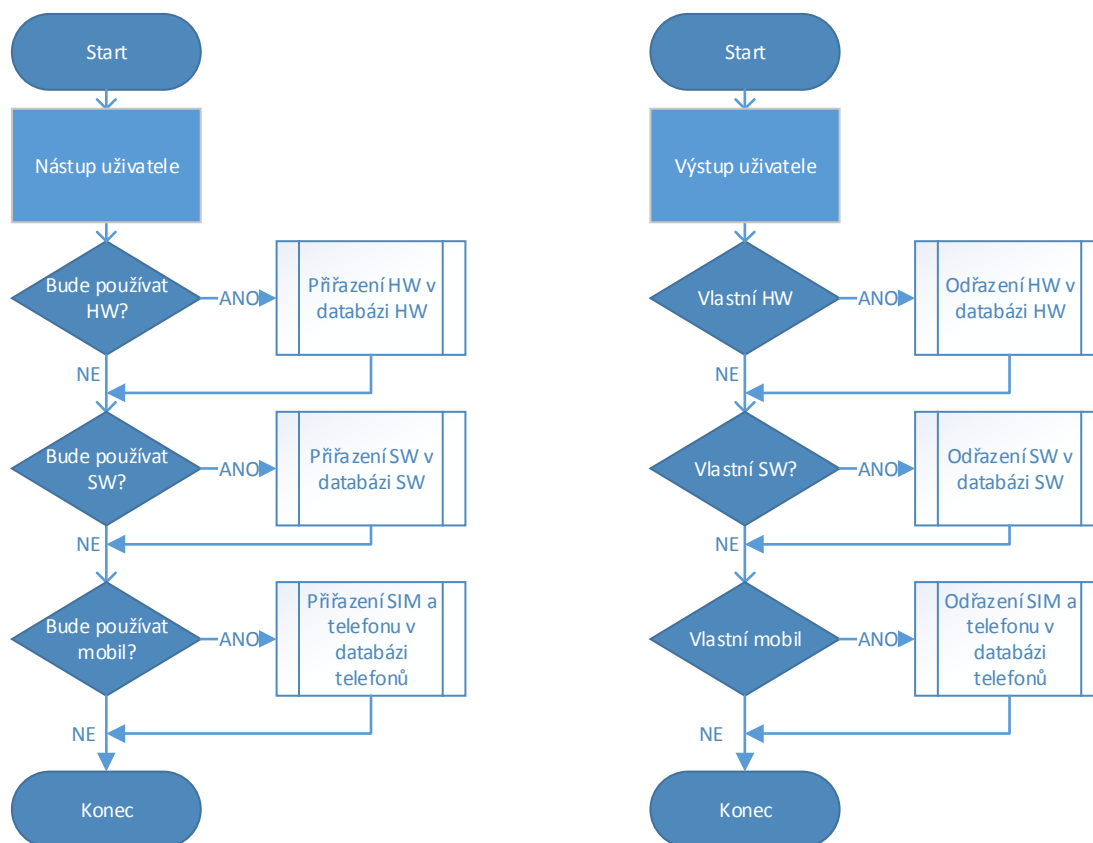 Start
Nástup uživatele
Bude používat
HW?
ANO
Přiřazení HW v
databázi HW
NE
Bude používat
SW?
ANO
Přiřazení SW v
databázi SW
NE
Bude používat
mobil?
ANO
Přiřazení SIM a
telefonu v
databázi
telefonů
NE
Konec
Start
Výstup uživatele
Vlastní HW
ANO
Odřazení HW v
databázi HW
NE
Vlastní SW?
ANO
Odřazení SW v
databázi SW
NE
Vlastní mobil
ANO
Odřazení SIM a
telefonu v
databázi
telefonů
NE
Konec